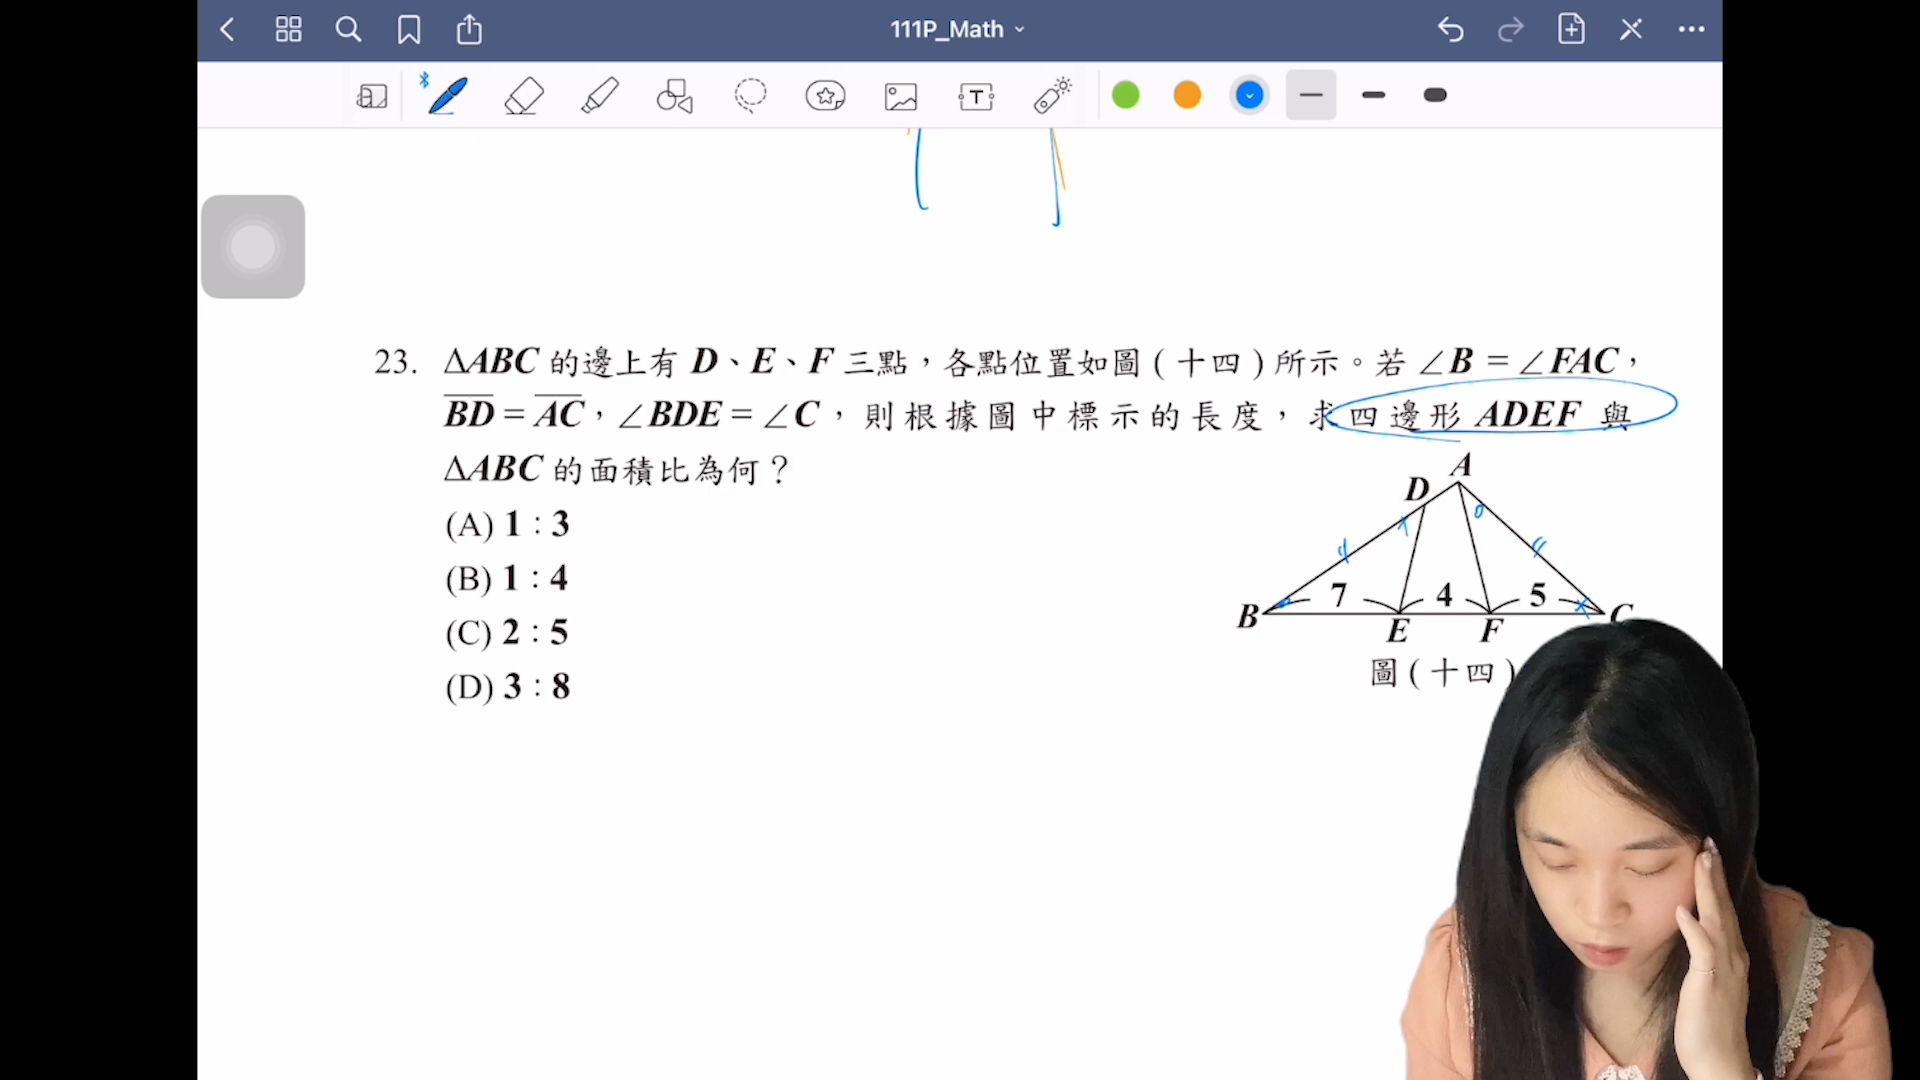 111P_Math
23. ΔABC 的邊上有 D、E、F 三點，各點位置如圖(十四)所示。若 ∠B = ∠FAC，
BD = AC，∠BDE = ∠C，則根據圖中標示的長度，求四邊形 ADEF 與
ΔABC 的面積比為何？
(A) 1 : 3
(B) 1 : 4
(C) 2 : 5
(D) 3 : 8
A
D
7 4 5
B E F C
圖(十四)